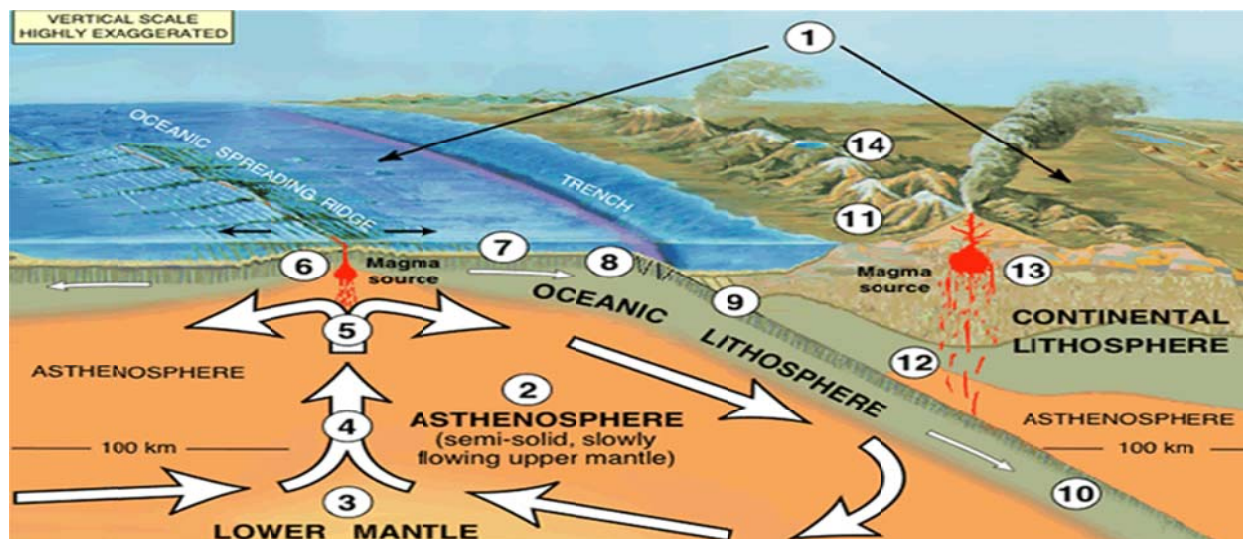 VERTICAL SCALE
HIGHLY EXAGGERATED
1
OCEANIC SPREADING RIDGE
TRENCH
14
11
6
Magma
source
7
8
9
Magma
source
13
OCEANIC LITHOSPHERE
CONTINENTAL
LITHOSPHERE
5
12
ASTHENOSPHERE
2
ASTHENOSPHERE
(semi-solid, slowly
flowing upper mantle)
ASTHENOSPHERE
4
100 km
100 km
3
LOWER MANTLE
10